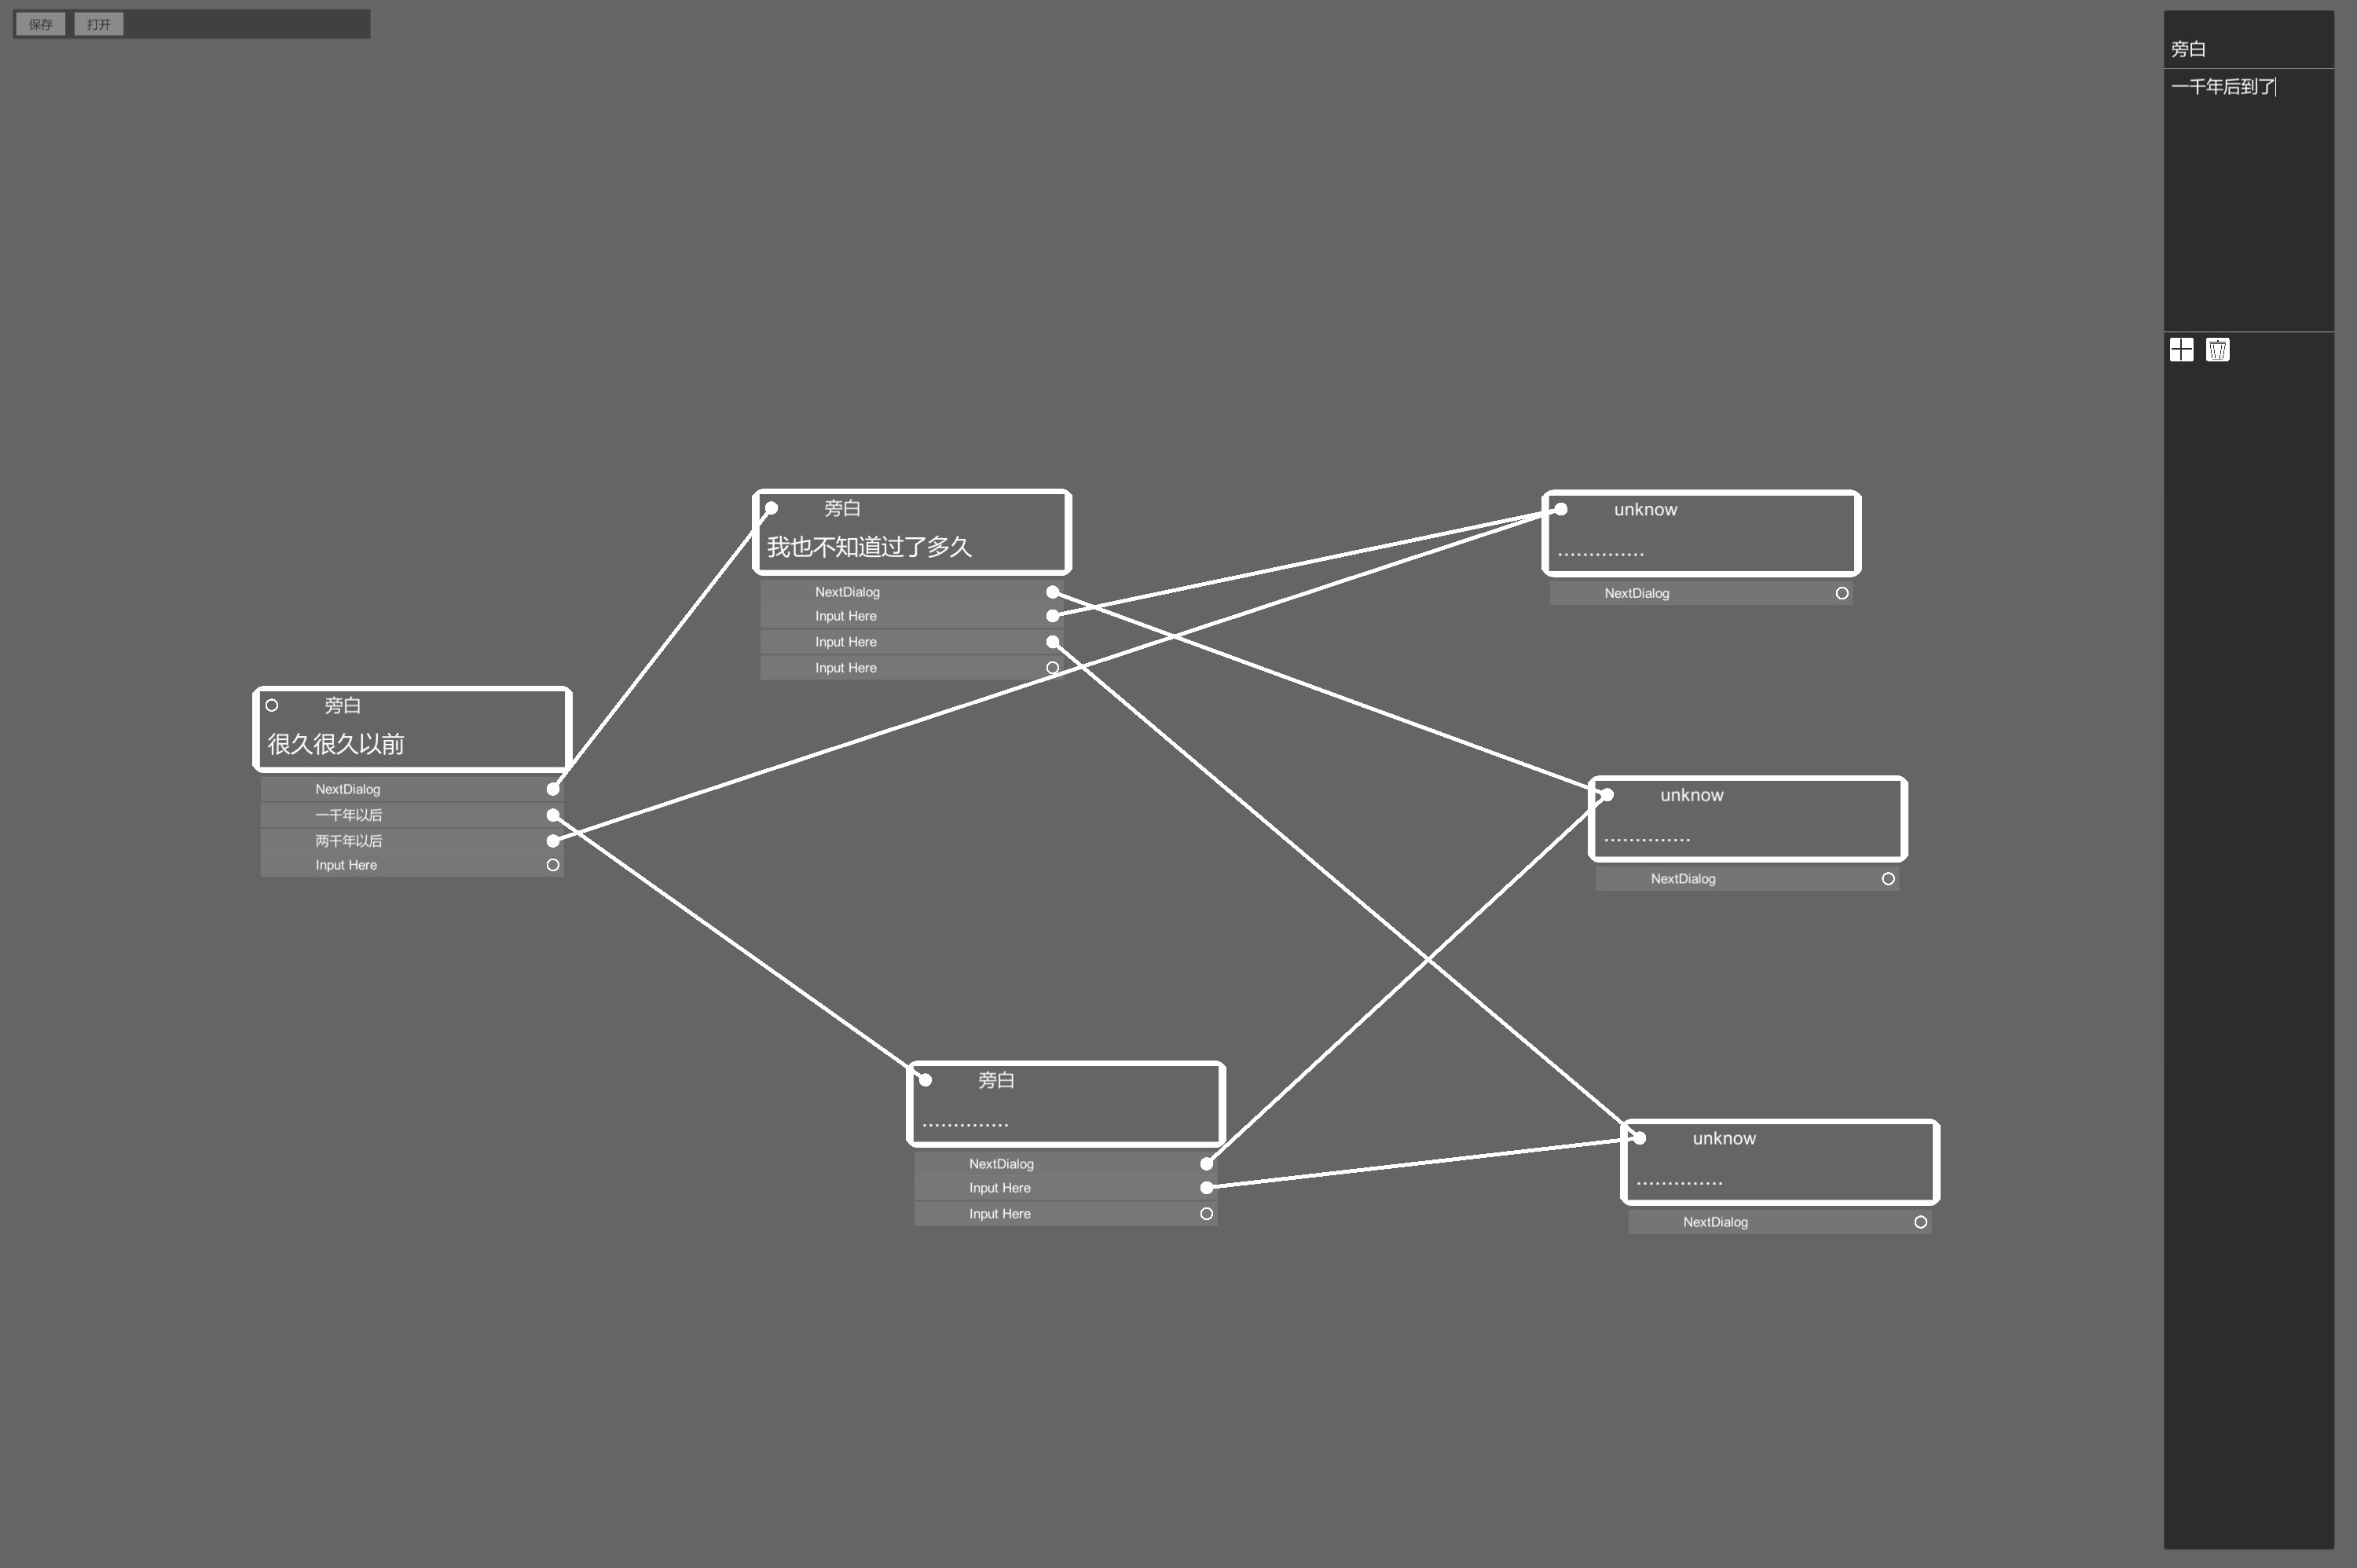 保存 打开
旁白
一千年后到了
旁白
我也不知道过了多久
NextDialog
Input Here
Input Here
Input Here
unknow
..............
NextDialog
旁白
很久很久以前
NextDialog
一千年以后
两千年以后
Input Here
unknow
..............
NextDialog
旁白
..............
NextDialog
Input Here
Input Here
unknow
..............
NextDialog